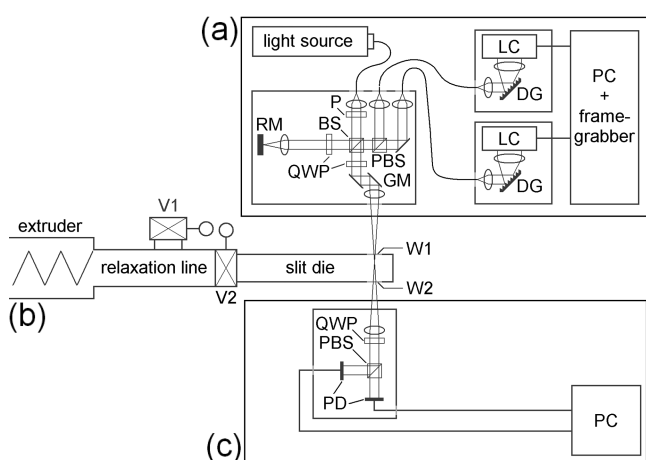 (a)
light source
LC
DG
PC
+
frame-
grabber
P
RM
BS
QWP
PBS
GM
LC
DG
V1
extruder
W1
relaxation line
slit die
V2
W2
(b)
QWP
PBS
PD
PC
(c)